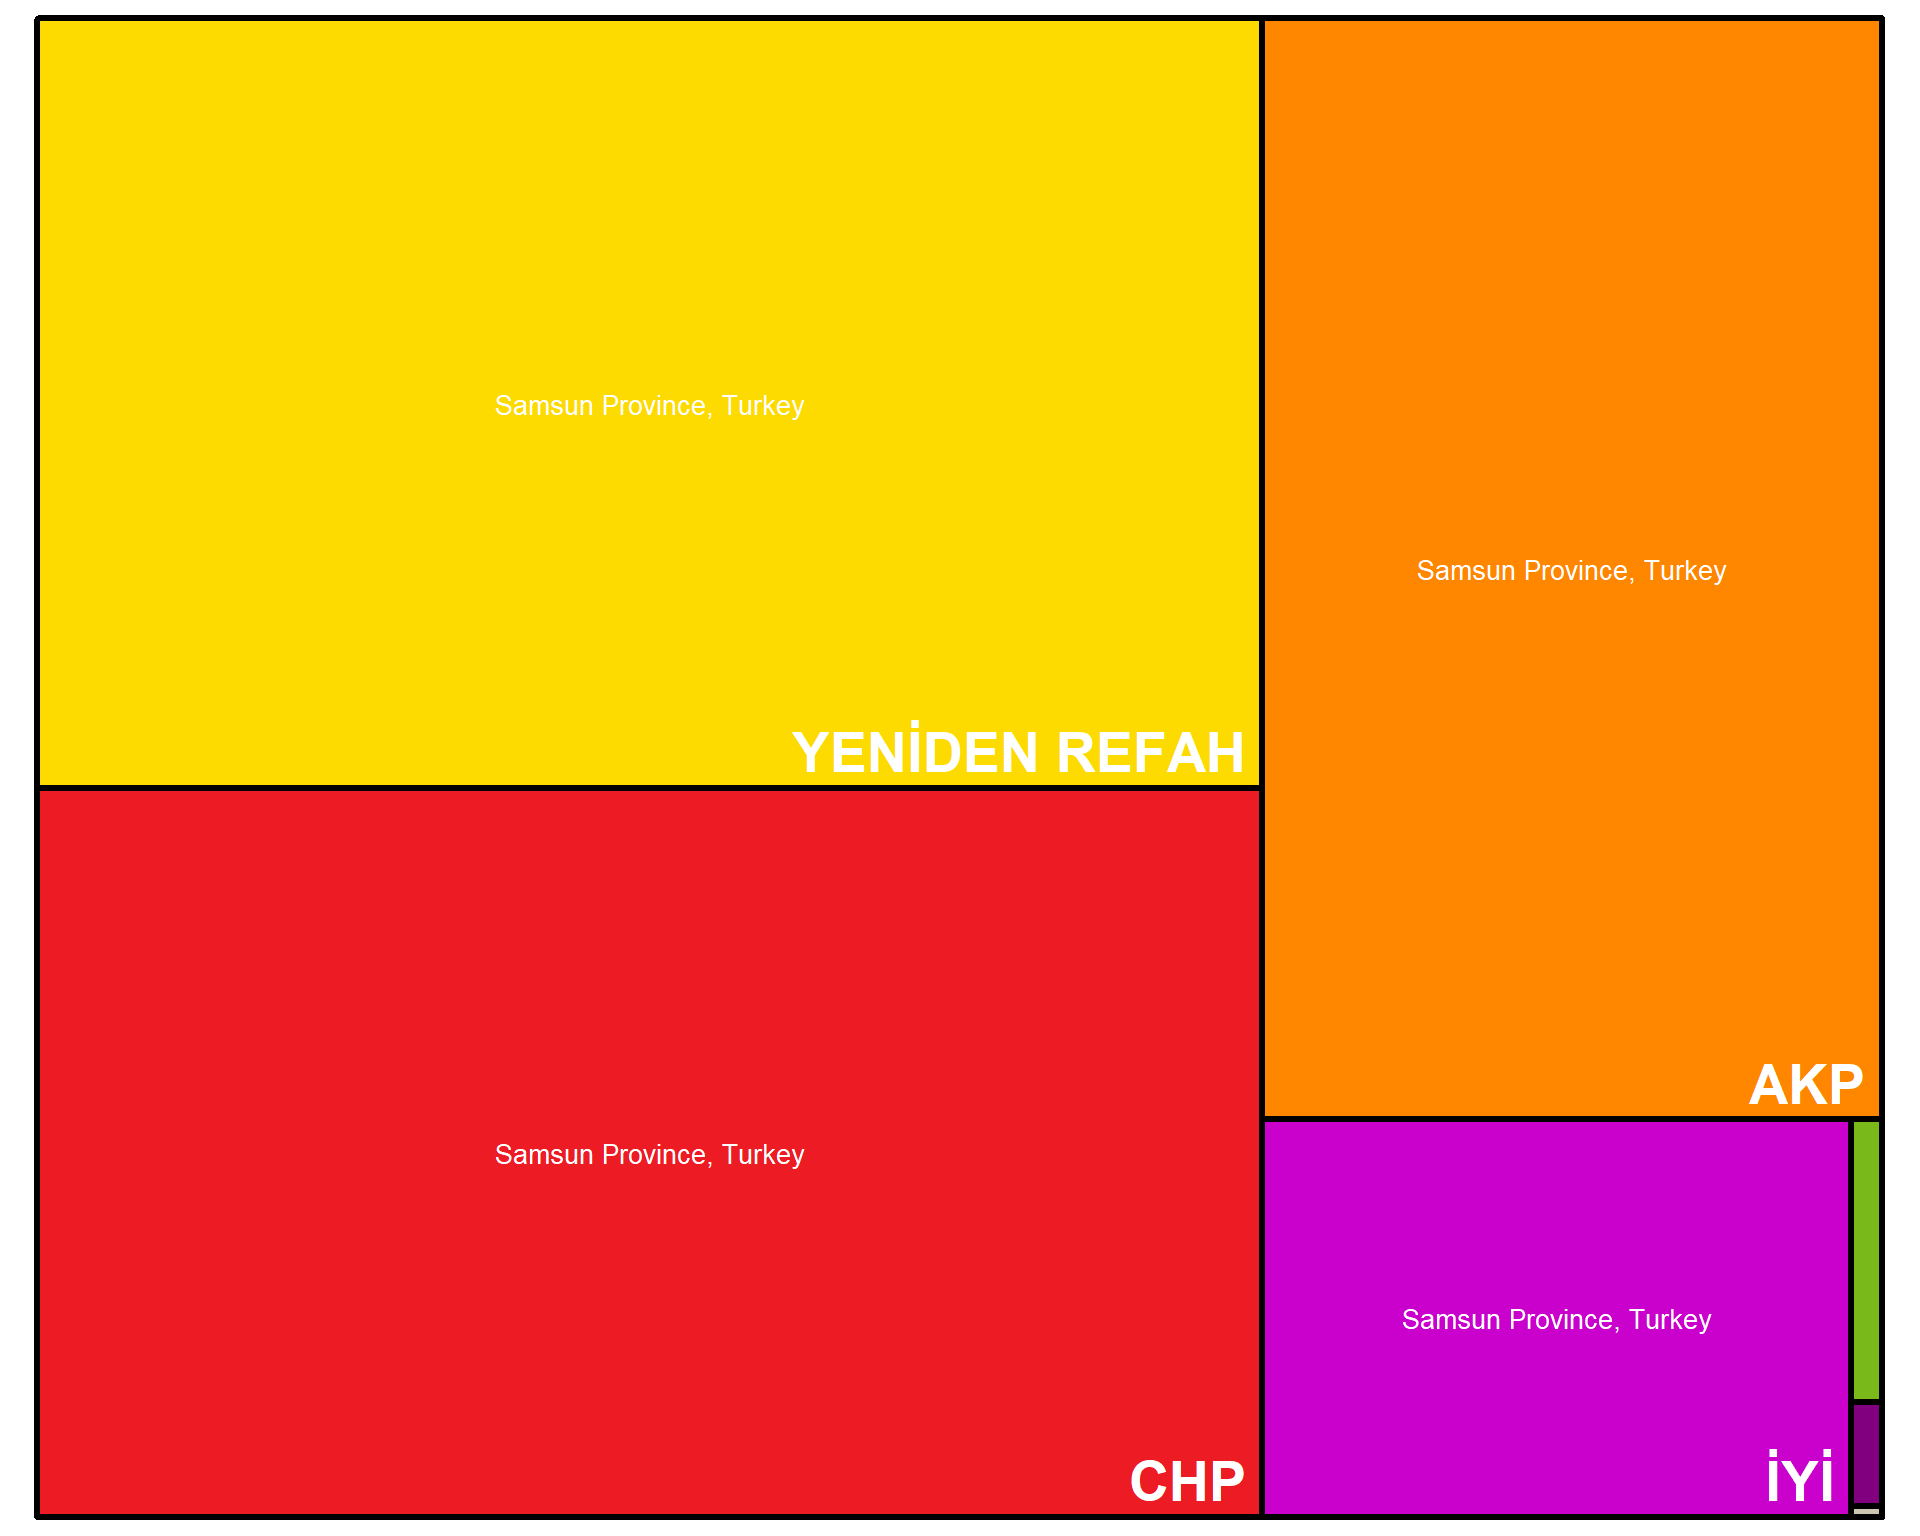 Samsun Province, Turkey
YENİDEN REFAH
Samsun Province, Turkey
CHP
Samsun Province, Turkey
AKP
Samsun Province, Turkey
İYİ